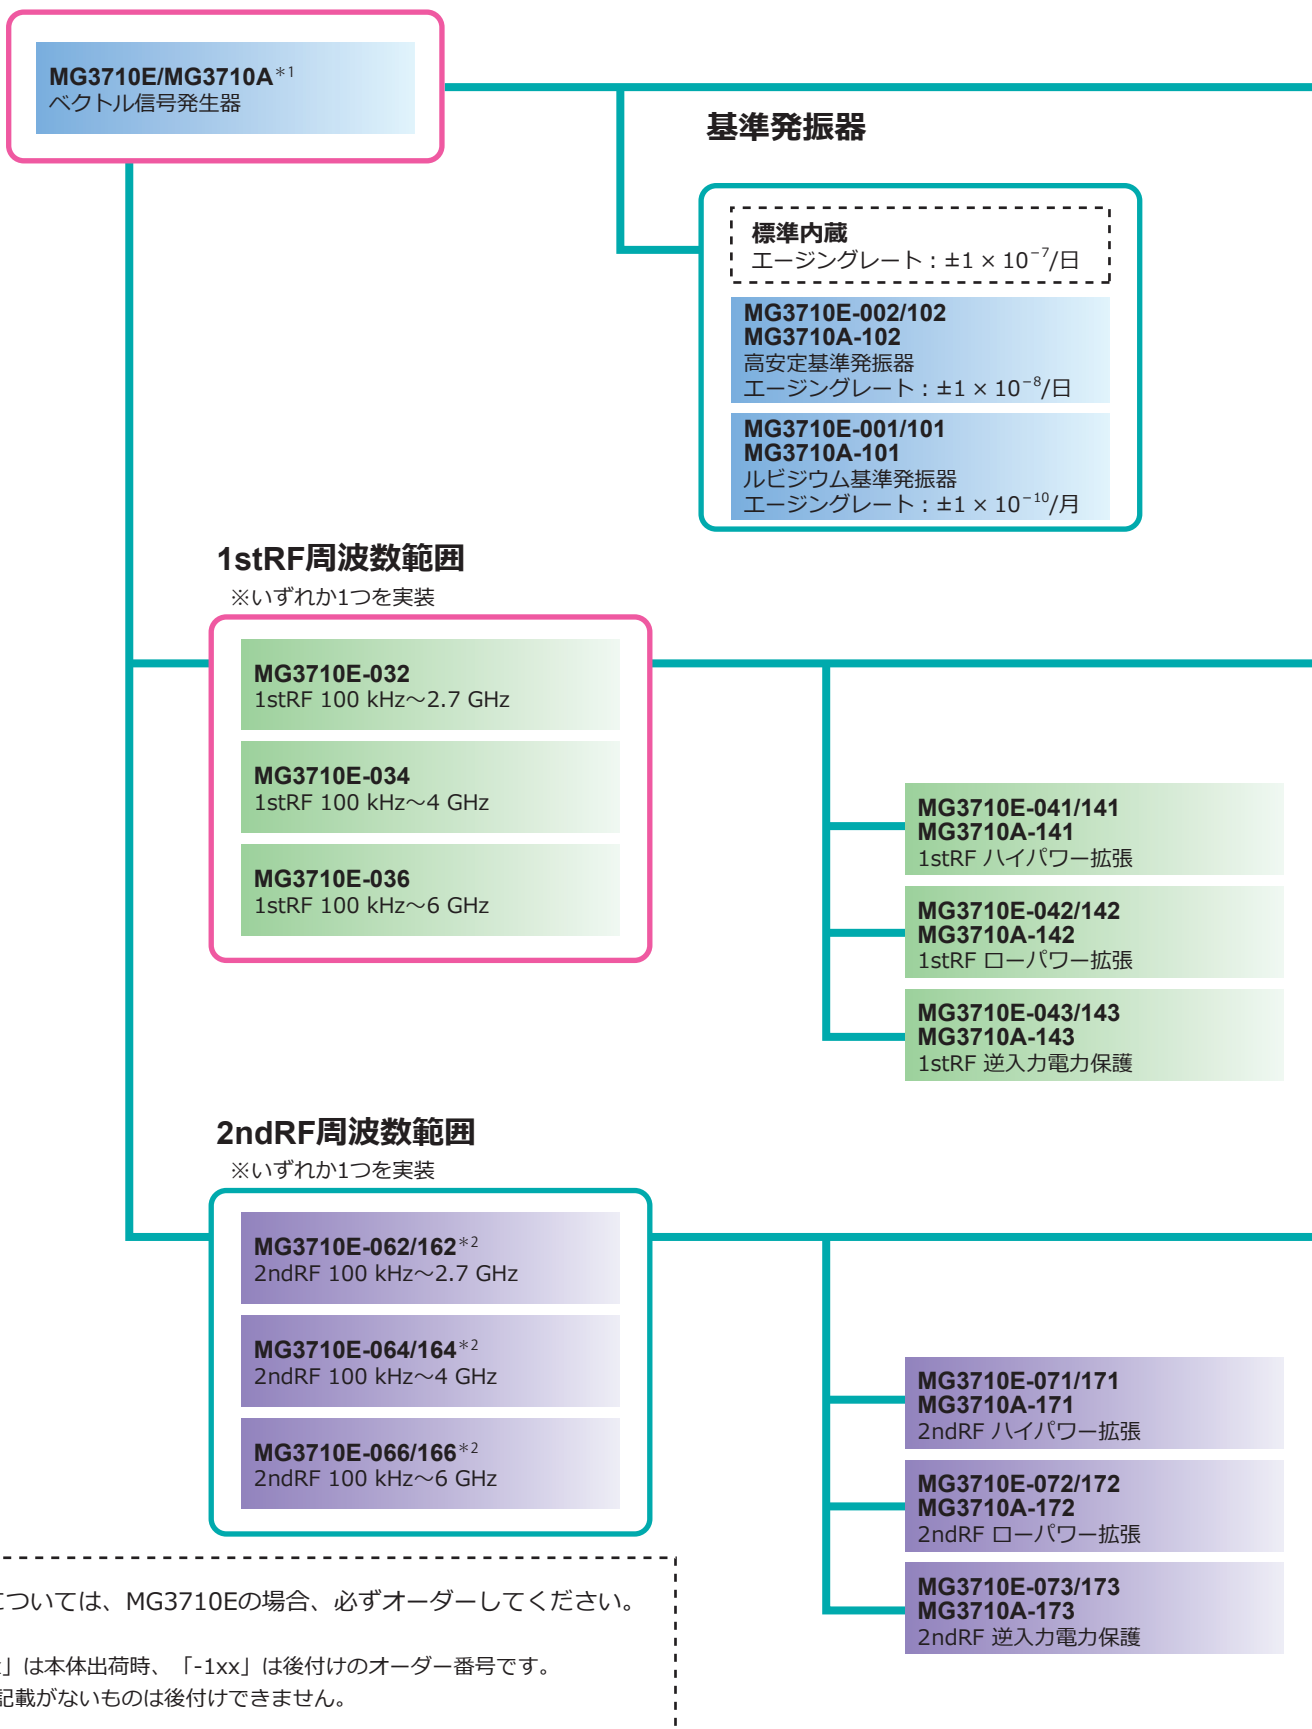 MG3710E/MG3710A*1
ベクトル信号発生器
基準発振器
標準内蔵
エージングレート：±1 × 10⁻⁷/日
MG3710E-002/102
MG3710A-102
高安定基準発振器
エージングレート：±1 × 10⁻⁸/日
MG3710E-001/101
MG3710A-101
ルビジウム基準発振器
エージングレート：±1 × 10⁻¹⁰/月
1stRF周波数範囲
※いずれか1つを実装
MG3710E-032
1stRF 100 kHz～2.7 GHz
MG3710E-034
1stRF 100 kHz～4 GHz
MG3710E-036
1stRF 100 kHz～6 GHz
MG3710E-041/141
MG3710A-141
1stRF ハイパワー拡張
MG3710E-042/142
MG3710A-142
1stRF ローパワー拡張
MG3710E-043/143
MG3710A-143
1stRF 逆入力電力保護
2ndRF周波数範囲
※いずれか1つを実装
MG3710E-062/162*2
2ndRF 100 kHz～2.7 GHz
MG3710E-064/164*2
2ndRF 100 kHz～4 GHz
MG3710E-066/166*2
2ndRF 100 kHz～6 GHz
MG3710E-071/171
MG3710A-171
2ndRF ハイパワー拡張
MG3710E-072/172
MG3710A-172
2ndRF ローパワー拡張
MG3710E-073/173
MG3710A-173
2ndRF 逆入力電力保護
については、MG3710Eの場合、必ずオーダーしてください。
」は本体出荷時、「-1xx」は後付けのオーダー番号です。
記載がないものは後付けできません。